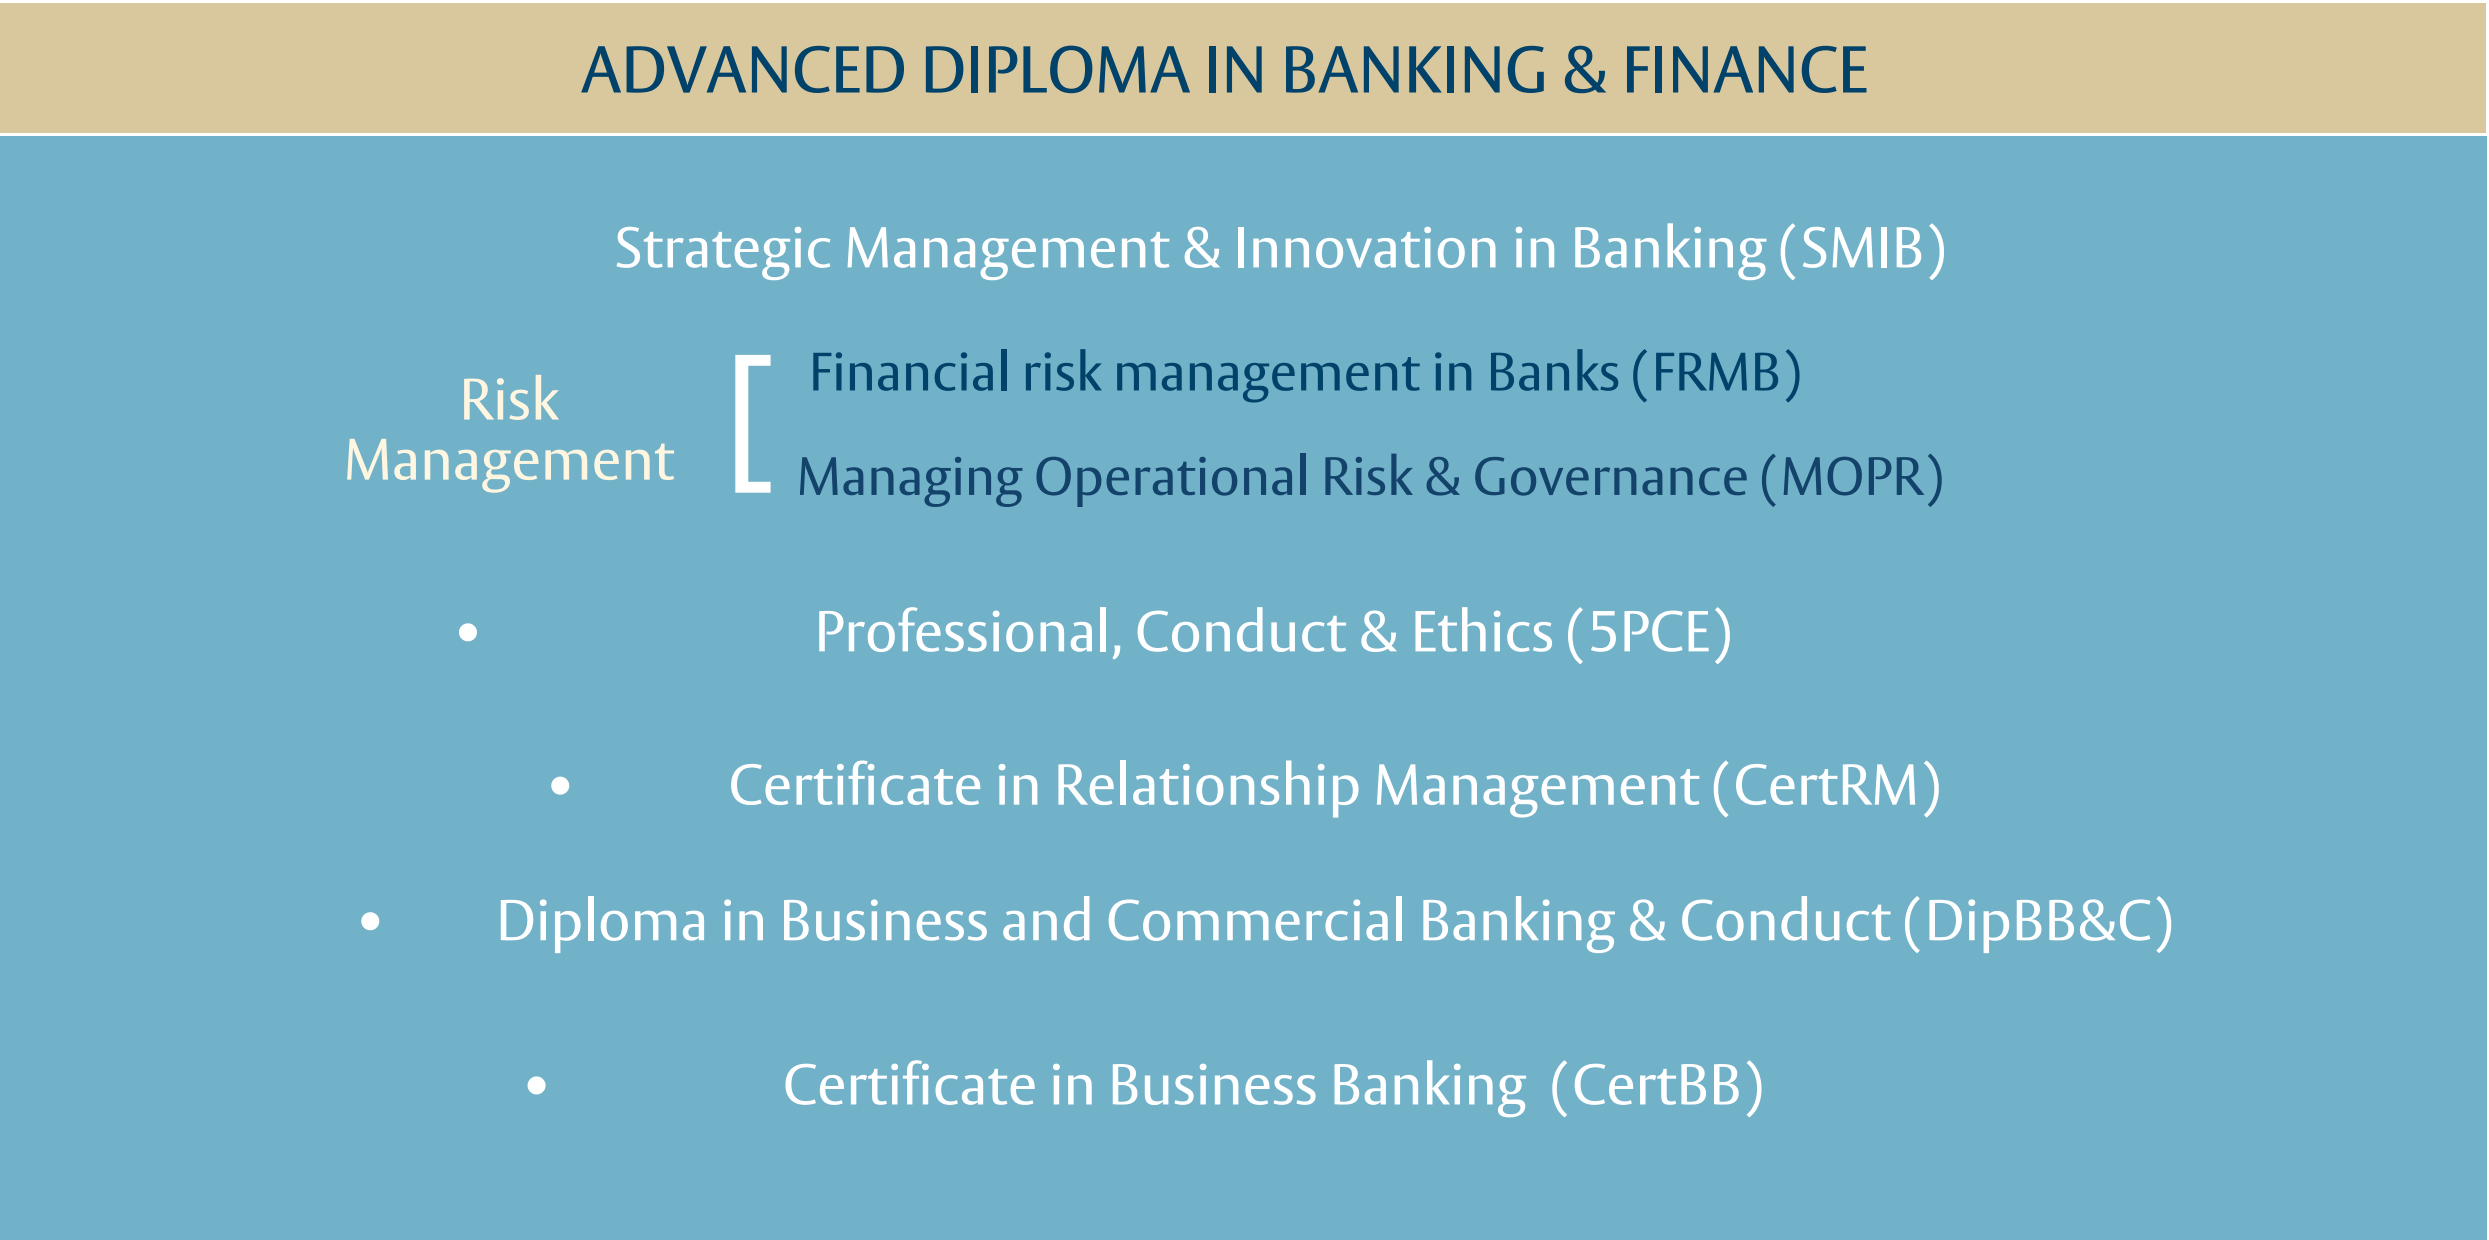 ADVANCED DIPLOMA IN BANKING & FINANCE
Strategic Management & Innovation in Banking (SMIB)
Risk
Management
Financial risk management in Banks (FRMB)
Managing Operational Risk & Governance (MOPR)
• Professional, Conduct & Ethics (5PCE)
• Certificate in Relationship Management (CertRM)
• Diploma in Business and Commercial Banking & Conduct (DipBB&C)
• Certificate in Business Banking (CertBB)